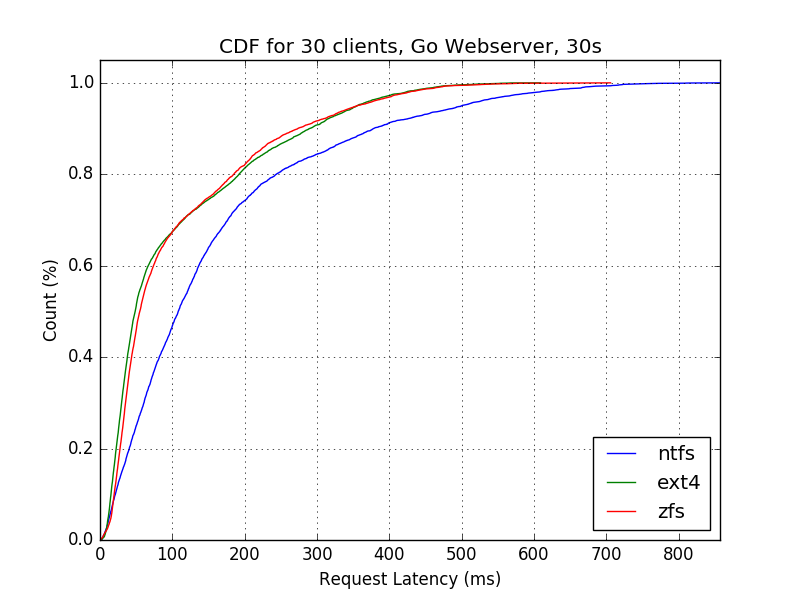 CDF for 30 clients, Go Webserver, 30s
1.0
0.8
0.6
0.4
0.2
0.0
Count (%)
ntfs
ext4
zfs
0 100 200 300 400 500 600 700 800
Request Latency (ms)